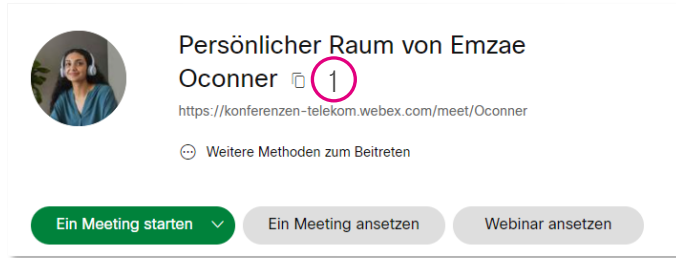 Persönlicher Raum von Emzae
Oconner 1
https://konferenzen-telekom.webex.com/meet/Oconner
Weitere Methoden zum Beitreten
Ein Meeting starten Ein Meeting ansetzen Webinar ansetzen